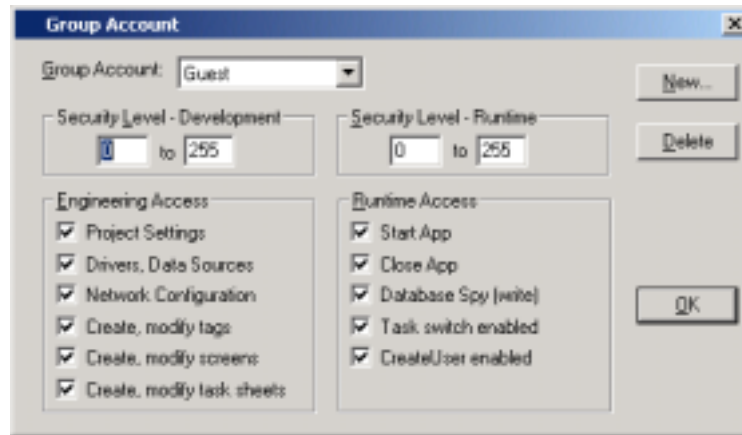 Group Account
Group Account: Guest
New...
Security Level - Development
0 to 255
Security Level - Runtime
0 to 255
Delete
Engineering Access
Project Settings
Drivers, Data Sources
Network Configuration
Create, modify tags
Create, modify screens
Create, modify task sheets
Runtime Access
Start App
Close App
Database Spy (write)
Task switch enabled
CreateUser enabled
OK